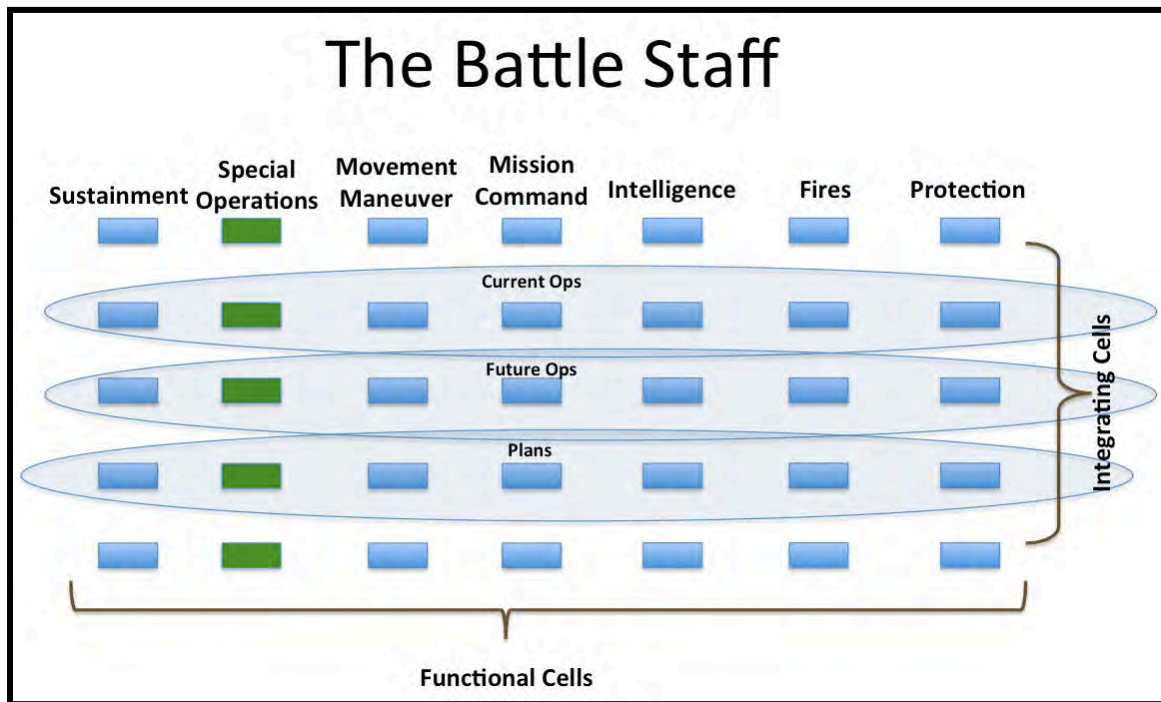 The Battle Staff
Sustainment
Special
Operations
Movement
Maneuver
Mission
Command
Intelligence
Fires
Protection
Current Ops
Future Ops
Plans
Integrating Cells
Functional Cells